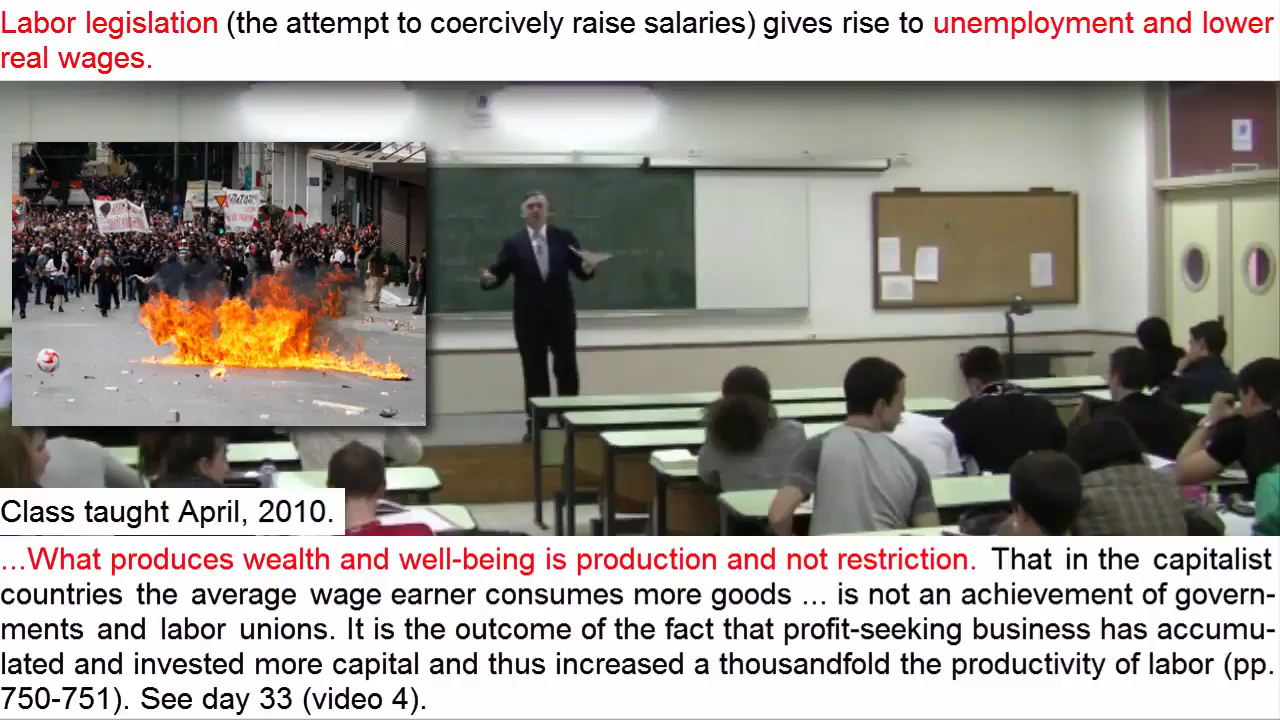 Labor legislation (the attempt to coercively raise salaries) gives rise to unemployment and lower
real wages.
Class taught April, 2010.
...What produces wealth and well-being is production and not restriction. That in the capitalist
countries the average wage earner consumes more goods ... is not an achievement of govern-
ments and labor unions. It is the outcome of the fact that profit-seeking business has accumu-
lated and invested more capital and thus increased a thousandfold the productivity of labor (pp.
750-751). See day 33 (video 4).